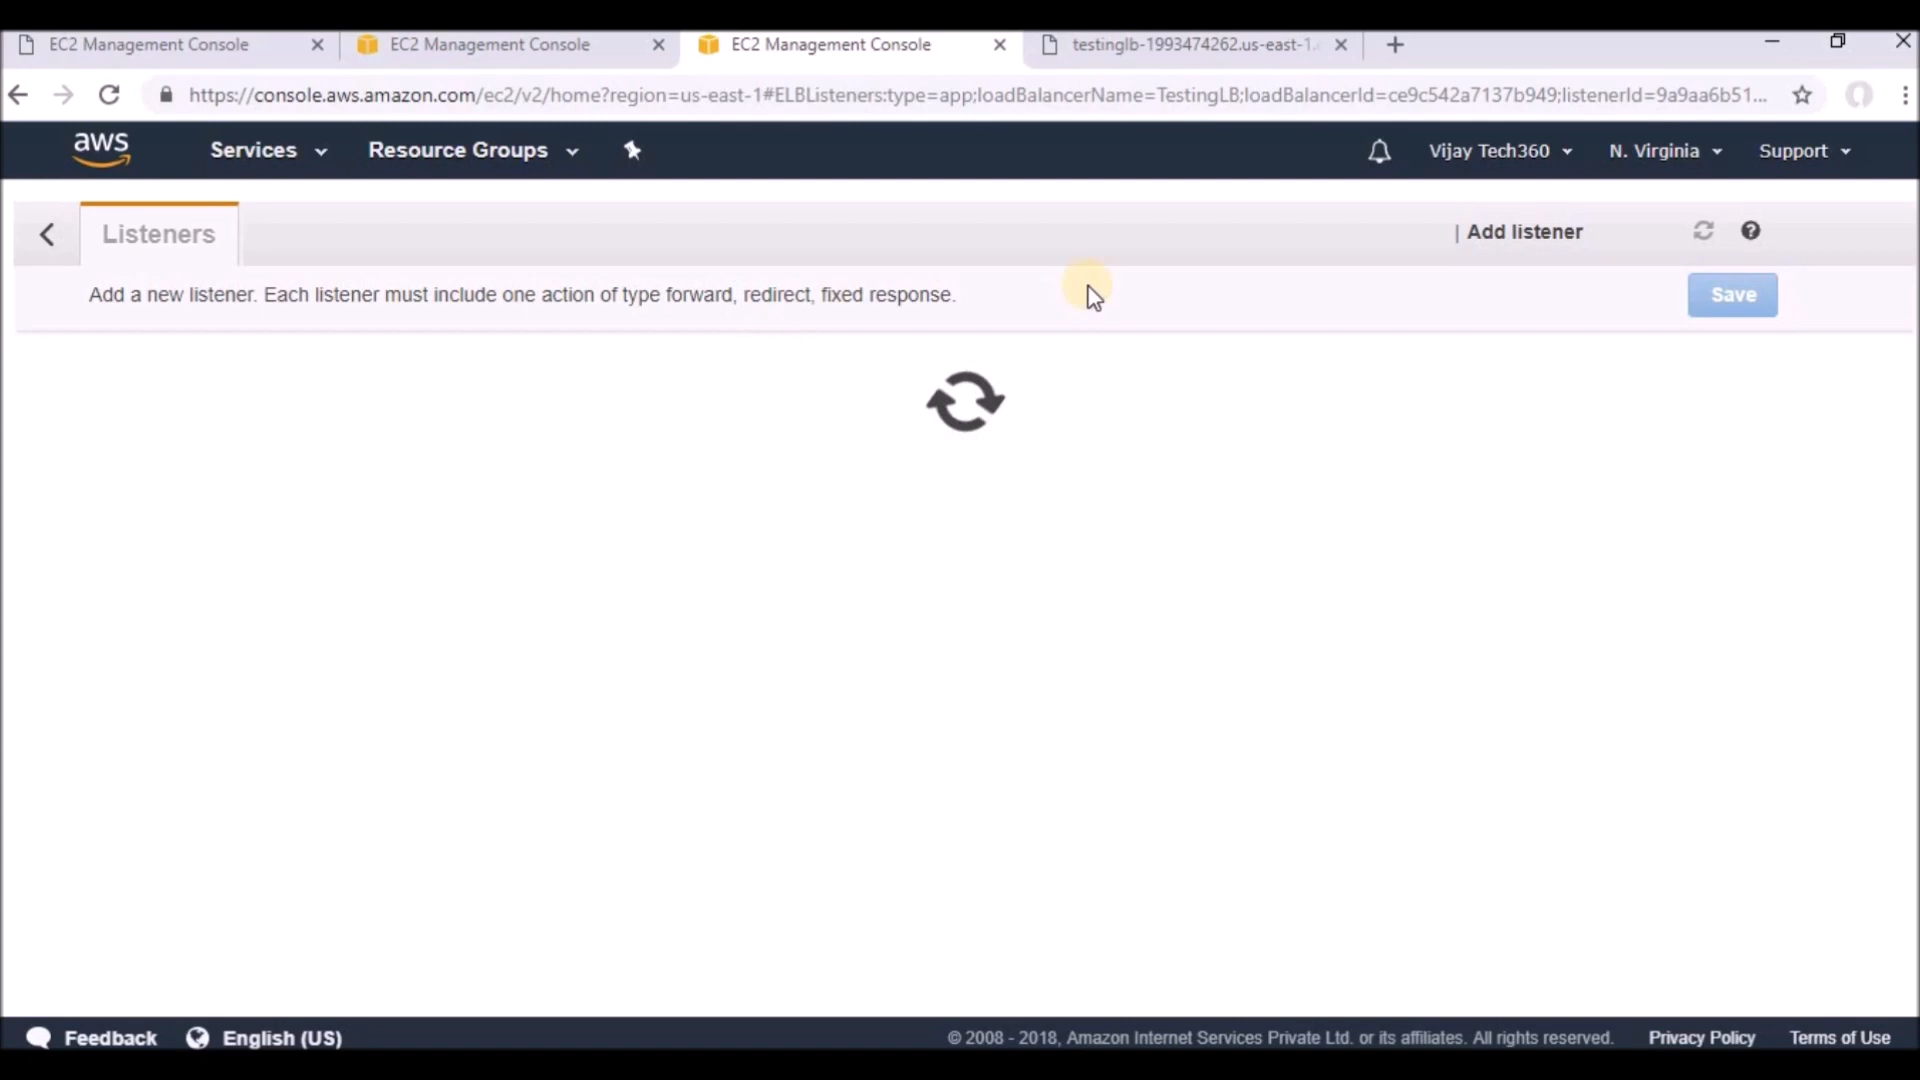 EC2 Management Console
EC2 Management Console
EC2 Management Console
testinglb-1993474262.us-east-1.
https://console.aws.amazon.com/ec2/v2/home?region=us-east-1#ELBListeners:type=app;loadBalancerName=TestingLB;loadBalancerId=ce9c542a7137b949;listenerId=9a9aa6b51...
aws
Services
Resource Groups
Vijay Tech360
N. Virginia
Support
Listeners
| Add listener
Add a new listener. Each listener must include one action of type forward, redirect, fixed response.
Save
Feedback
English (US)
© 2008 - 2018, Amazon Internet Services Private Ltd. or its affiliates. All rights reserved.
Privacy Policy
Terms of Use